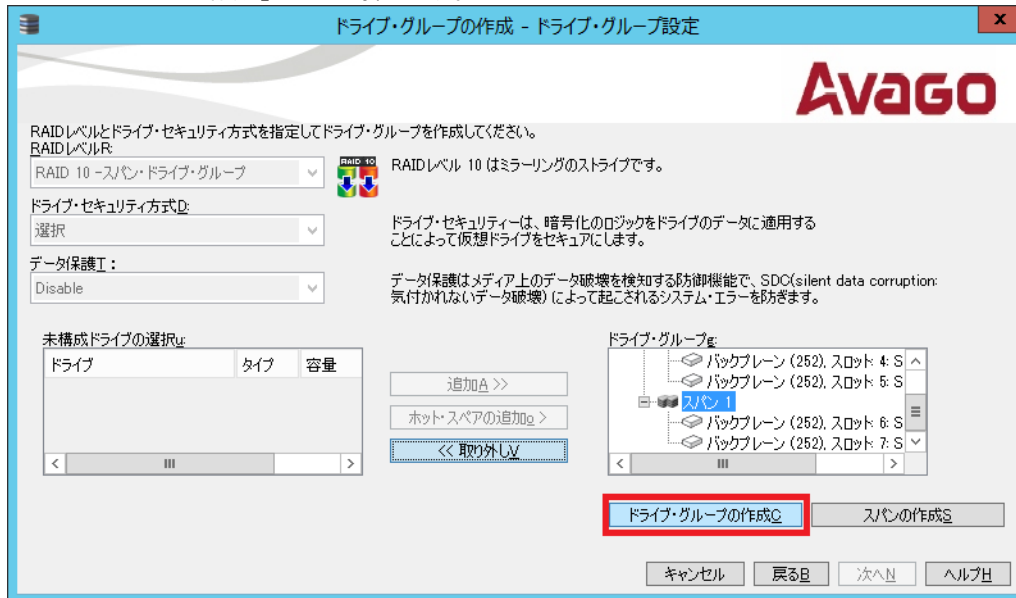 ドライブ・グループの作成 - ドライブ・グループ設定
x
Avago
RAIDレベルとドライブ・セキュリティ方式を指定してドライブ・グループを作成してください。
RAIDレベルR:
RAID 10 -スパン・ドライブ・グループ
RAID 10
RAIDレベル 10 はミラーリングのストライプです。
ドライブ・セキュリティ方式D:
選択
ドライブ・セキュリティーは、暗号化のロジックをドライブのデータに適用する
ことによって仮想ドライブをセキュアにします。
データ保護T：
Disable
データ保護はメディア上のデータ破壊を検知する防御機能で、SDC(silent data corruption:
気付かれないデータ破壊) によって起こされるシステム・エラーを防ぎます。
未構成ドライブの選択u:
ドライブ タイプ 容量
追加A >>
ホット・スペアの追加o >
<< 取り外しV
ドライブ・グループg:
バックプレーン (252), スロット: 4: S
バックプレーン (252), スロット: 5: S
スパン 1
バックプレーン (252), スロット: 6: S
バックプレーン (252), スロット: 7: S
ドライブ・グループの作成C
スパンの作成S
キャンセル 戻るB 次へN ヘルプH